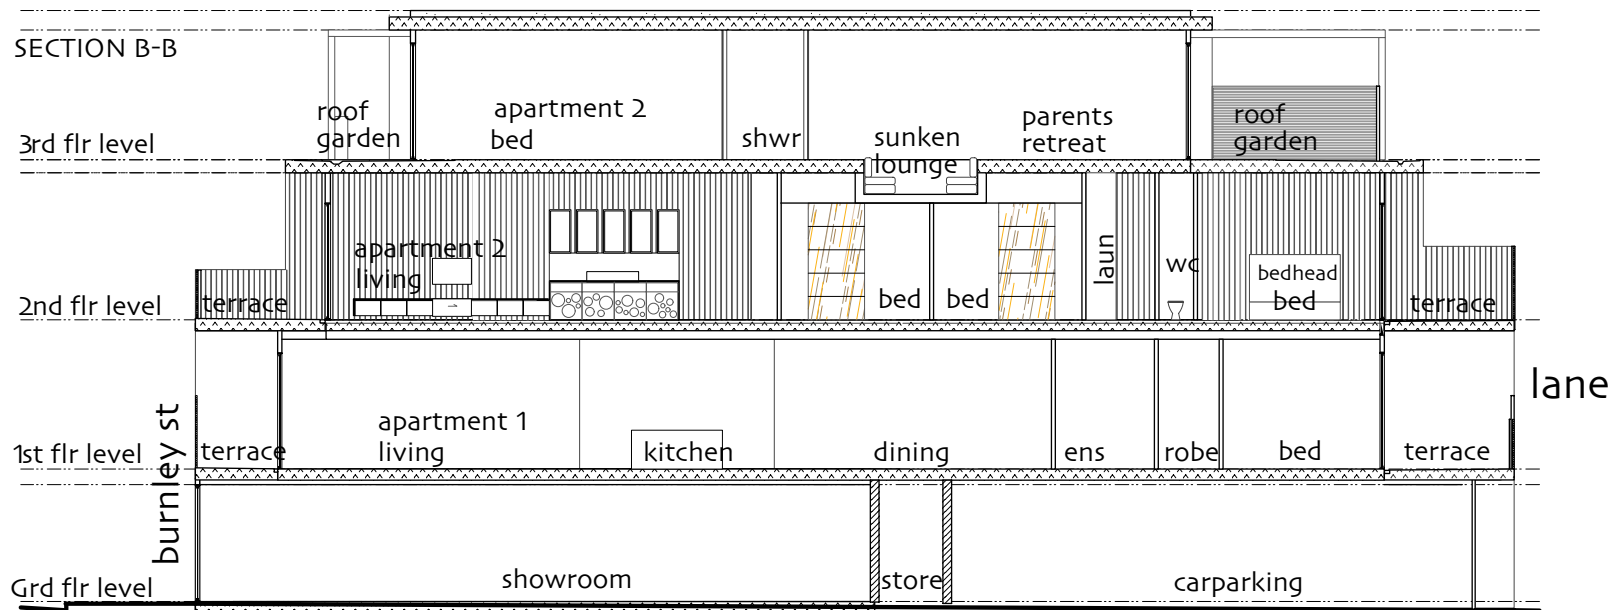 SECTION B-B
roof
garden
apartment 2
bed
shwr
sunken
lounge
parents
retreat
roof
garden
3rd flr level
apartment 2
living
terrace
bed
bed
laun
wc
bedhead
bed
terrace
2nd flr level
lane
burnley st
apartment 1
living
terrace
kitchen
dining
ens
robe
bed
terrace
1st flr level
showroom
store
carparking
Grd flr level